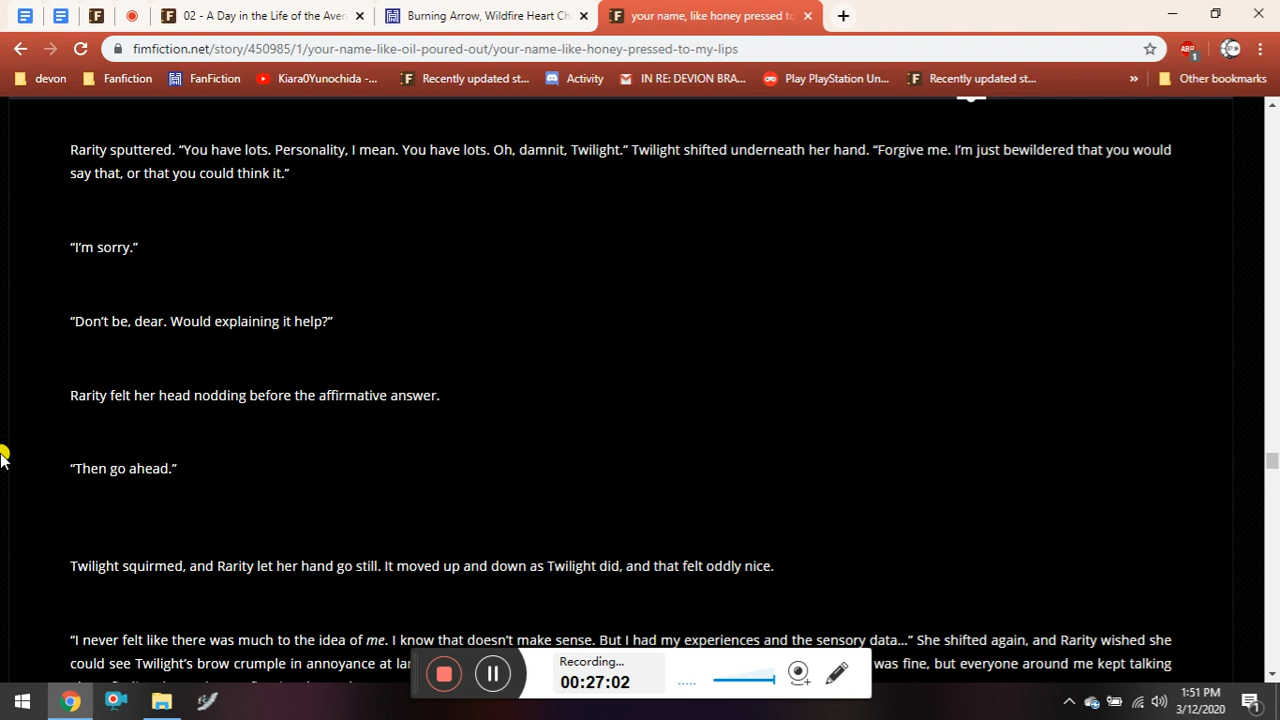 02 - A Day in the Life of the Aver
Burning Arrow, Wildfire Heart Ch
your name, like honey pressed to
fimfiction.net/story/450985/1/your-name-like-oil-poured-out/your-name-like-honey-pressed-to-my-lips
devon
Fanfiction
FanFiction
Kiara0Yunochida -...
Recently updated st...
Activity
IN RE: DEVION BRA...
Play PlayStation Un...
Recently updated st...
»
Other bookmarks
Rarity sputtered. “You have lots. Personality, I mean. You have lots. Oh, damnit, Twilight.” Twilight shifted underneath her hand. “Forgive me. I’m just bewildered that you would
say that, or that you could think it.”
“I’m sorry.”
“Don’t be, dear. Would explaining it help?”
Rarity felt her head nodding before the affirmative answer.
“Then go ahead.”
Twilight squirmed, and Rarity let her hand go still. It moved up and down as Twilight did, and that felt oddly nice.
“I never felt like there was much to the idea of me. I know that doesn’t make sense. But I had my experiences and the sensory data…” She shifted again, and Rarity wished she
could see Twilight’s brow crumple in annoyance at
was fine, but everyone around me kept talking
Recording...
00:27:02
1:51 PM
3/12/2020